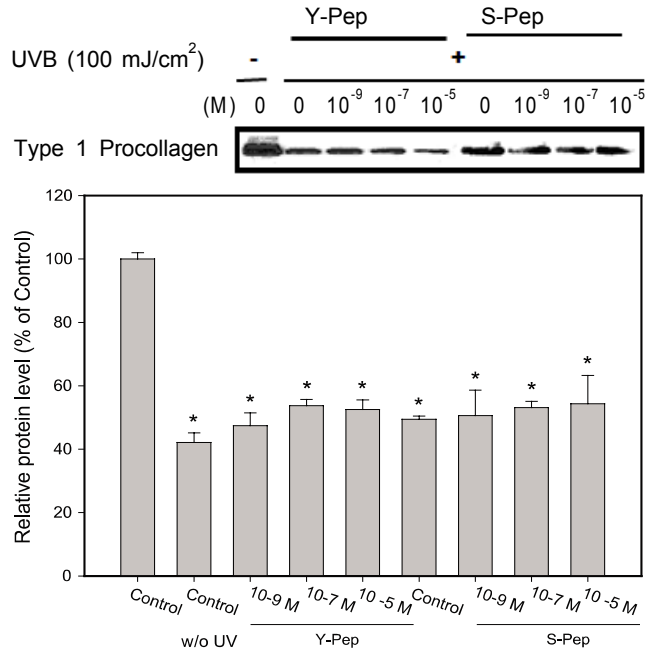 Y-Pep S-Pep
UVB (100 mJ/cm²) - +
(M) 0 0 10⁻⁹ 10⁻⁷ 10⁻⁵ 0 10⁻⁹ 10⁻⁷ 10⁻⁵
Type 1 Procollagen
120
100
80
60
40
20
0
Relative protein level (% of Control)
* * * * * * * *
Control Control 10-9 M 10-7 M 10 -5 M Control 10-9 M 10-7 M 10 -5 M
w/o UV Y-Pep S-Pep